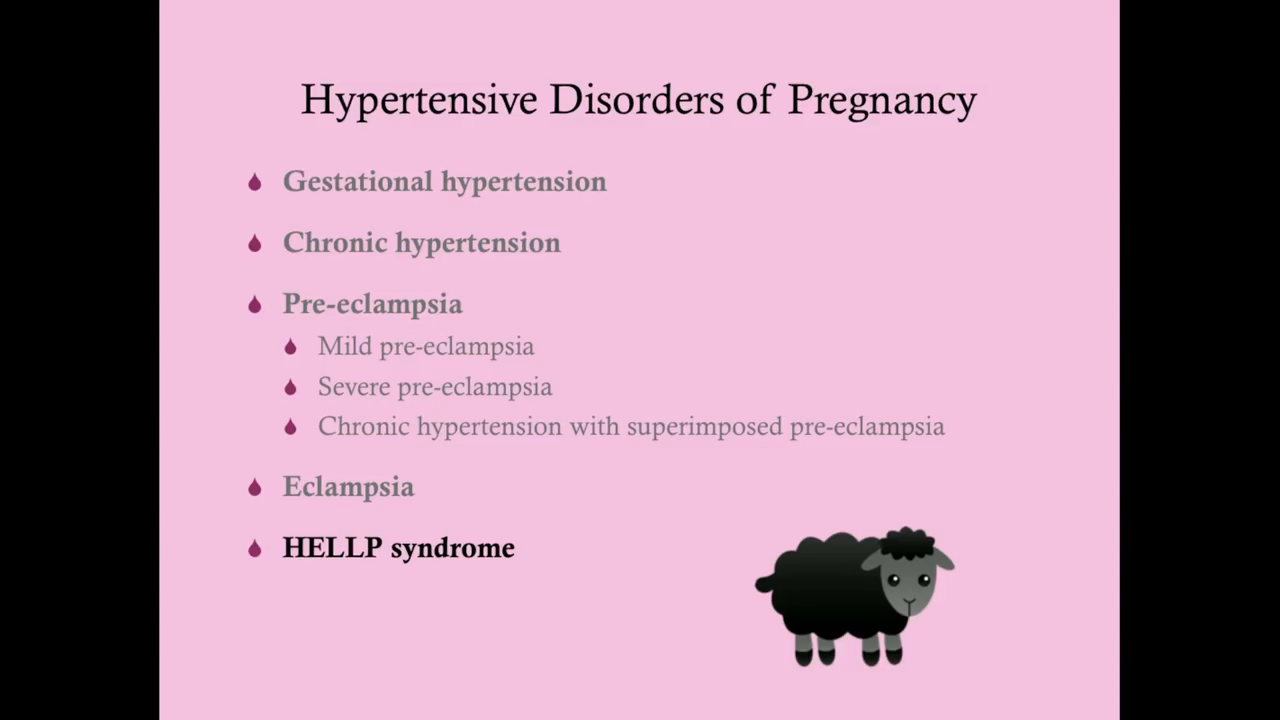 Hypertensive Disorders of Pregnancy
Gestational hypertension
Chronic hypertension
Pre-eclampsia
Mild pre-eclampsia
Severe pre-eclampsia
Chronic hypertension with superimposed pre-eclampsia
Eclampsia
HELLP syndrome